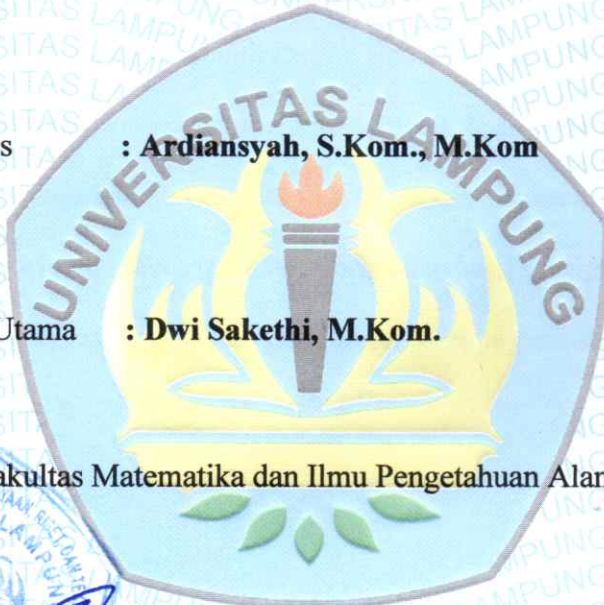 UNIVERSITAS LAMPUNG
s : Ardiansyah, S.Kom., M.Kom
Utama : Dwi Sakethi, M.Kom.
akultas Matematika dan Ilmu Pengetahuan Alam